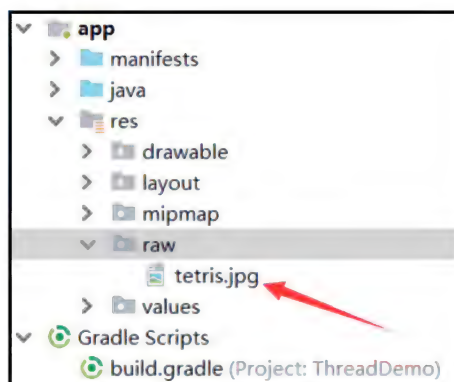 app
manifests
java
res
drawable
layout
mipmap
raw
tetris.jpg
values
Gradle Scripts
build.gradle (Project: ThreadDemo)